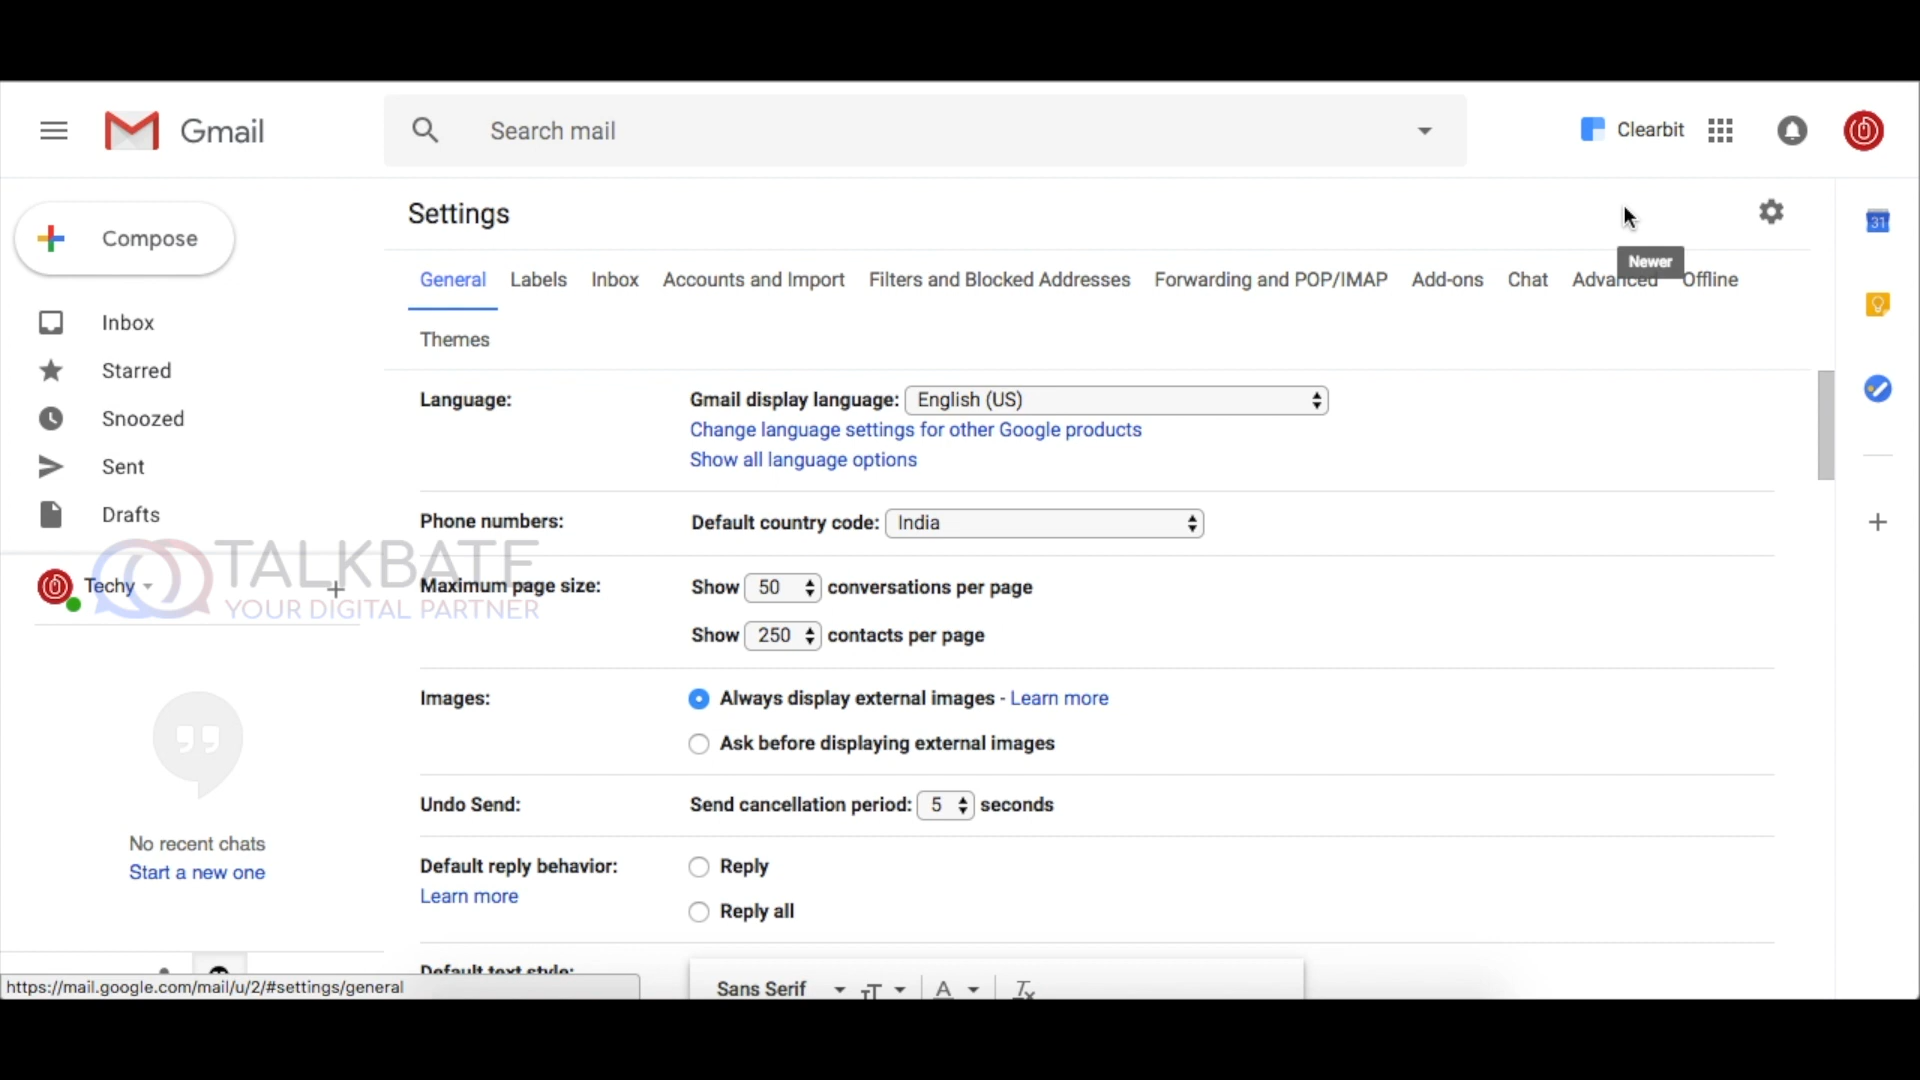 Gmail
Search mail
Clearbit
Compose
Settings
Newer
31
General Labels Inbox Accounts and Import Filters and Blocked Addresses Forwarding and POP/IMAP Add-ons Chat Advanced Offline
Themes
Inbox
Starred
Snoozed
Sent
Drafts
Techy
TALKBATE
YOUR DIGITAL PARTNER
No recent chats
Start a new one
Language: Gmail display language: English (US)
Change language settings for other Google products
Show all language options
Phone numbers: Default country code: India
Maximum page size: Show 50 conversations per page
Show 250 contacts per page
Images: Always display external images - Learn more
Ask before displaying external images
Undo Send: Send cancellation period: 5 seconds
Default reply behavior: Reply
Learn more
Reply all
Default text style: Sans Serif
https://mail.google.com/mail/u/2/#settings/general